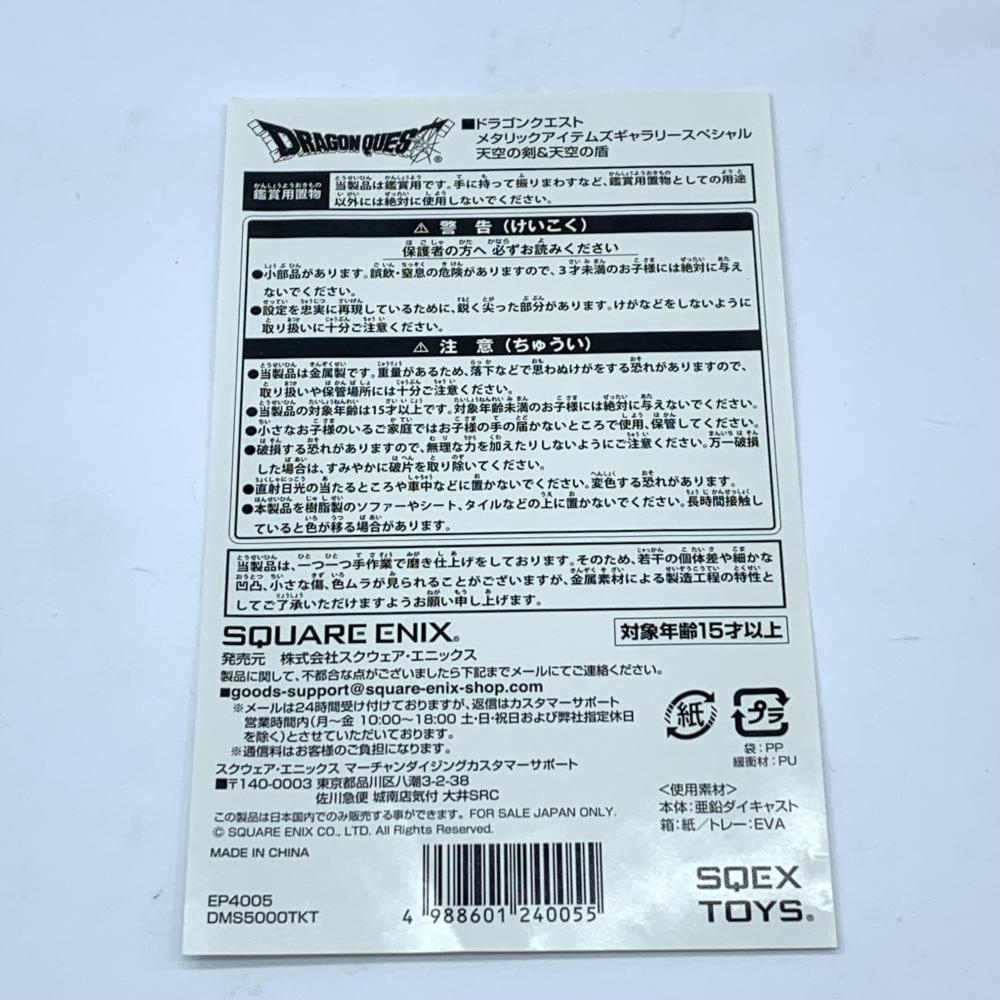 DRAGON QUEST®
■ドラゴンクエスト
メタリックアイテムズギャラリースペシャル
天空の剣&天空の盾
鑑賞用置物
当製品は鑑賞用です。手に持って振りまわすなど、鑑賞用置物としての用途
以外には絶対に使用しないでください。
⚠ 警 告 (けいこく)
保護者の方へ 必ずお読みください
●小部品があります。誤飲・窒息の危険がありますので、3才未満のお子様には絶対に与え
ないでください。
●設定を忠実に再現しているために、鋭く尖った部分があります。けがなどをしないように
取り扱いに十分ご注意ください。
⚠ 注 意 (ちゅうい)
●当製品は金属製です。重量があるため、落下などで思わぬけがをする恐れがありますので、
取り扱いや保管場所には十分ご注意ください。
●当製品の対象年齢は15才以上です。対象年齢未満のお子様には絶対に与えないでください。
●小さなお子様のいるご家庭ではお子様の手の届かないところで使用、保管してください。
●破損する恐れがありますので、無理な力を加えたりしないようにご注意ください。万一破損
した場合は、すみやかに破片を取り除いてください。
●直射日光の当たるところや車中などに置かないでください。変色する恐れがあります。
●本製品を樹脂製のソファーやシート、タイルなどの上に置かないでください。長時間接触し
ていると色が移る場合があります。
当製品は、一つ一つ手作業で磨き仕上げをしております。そのため、若干の個体差や細かな
凹凸、小さな傷、色ムラが見られることがございますが、金属素材による製造工程の特性と
してご了承いただけますようお願い申し上げます。
SQUARE ENIX®
対象年齢15才以上
発売元 株式会社スクウェア・エニックス
製品に関して、不都合な点がございましたら下記までメールにてご連絡ください。
■goods-support@square-enix-shop.com
※メールは24時間受け付けておりますが、返信はカスタマーサポート
営業時間内(月〜金 10:00〜18:00 土・日・祝日および弊社指定休日
を除く)とさせていただいております。
※通信料はお客様のご負担になります。
紙
プラ
袋:PP
緩衝材:PU
スクウェア・エニックス マーチャンダイジングカスタマーサポート
■〒140-0003 東京都品川区八潮3-2-38
佐川急便 城南店気付 大井SRC
<使用素材>
本体:亜鉛ダイキャスト
箱:紙/トレー:EVA
この製品は日本国内でのみ販売する事ができます。FOR SALE JAPAN ONLY.
© SQUARE ENIX CO., LTD. All Rights Reserved.
MADE IN CHINA
EP4005
DMS5000TKT
4 988601 240055
SQEX
TOYS®